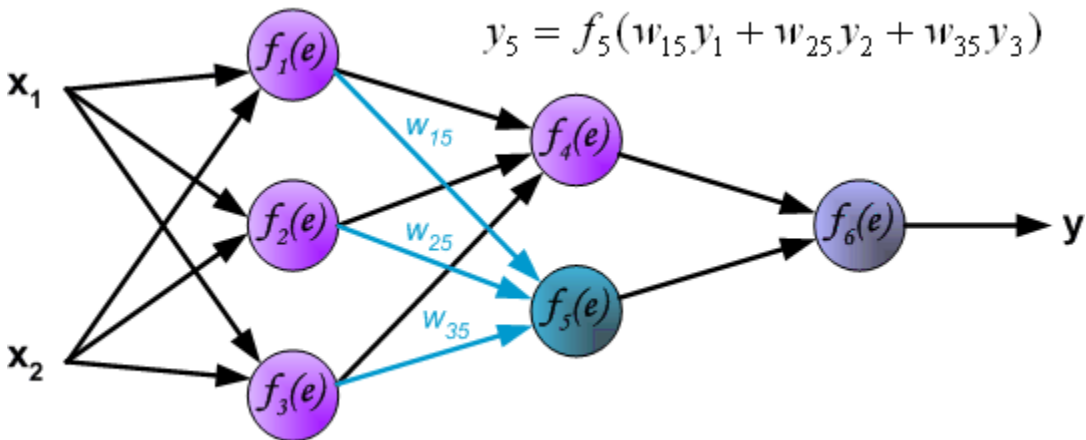 y₅ = f₅(w₁₅y₁ + w₂₅y₂ + w₃₅y₃)
x₁
x₂
f₁(e)
f₂(e)
f₃(e)
w₁₅
w₂₅
w₃₅
f₄(e)
f₅(e)
f₆(e)
y